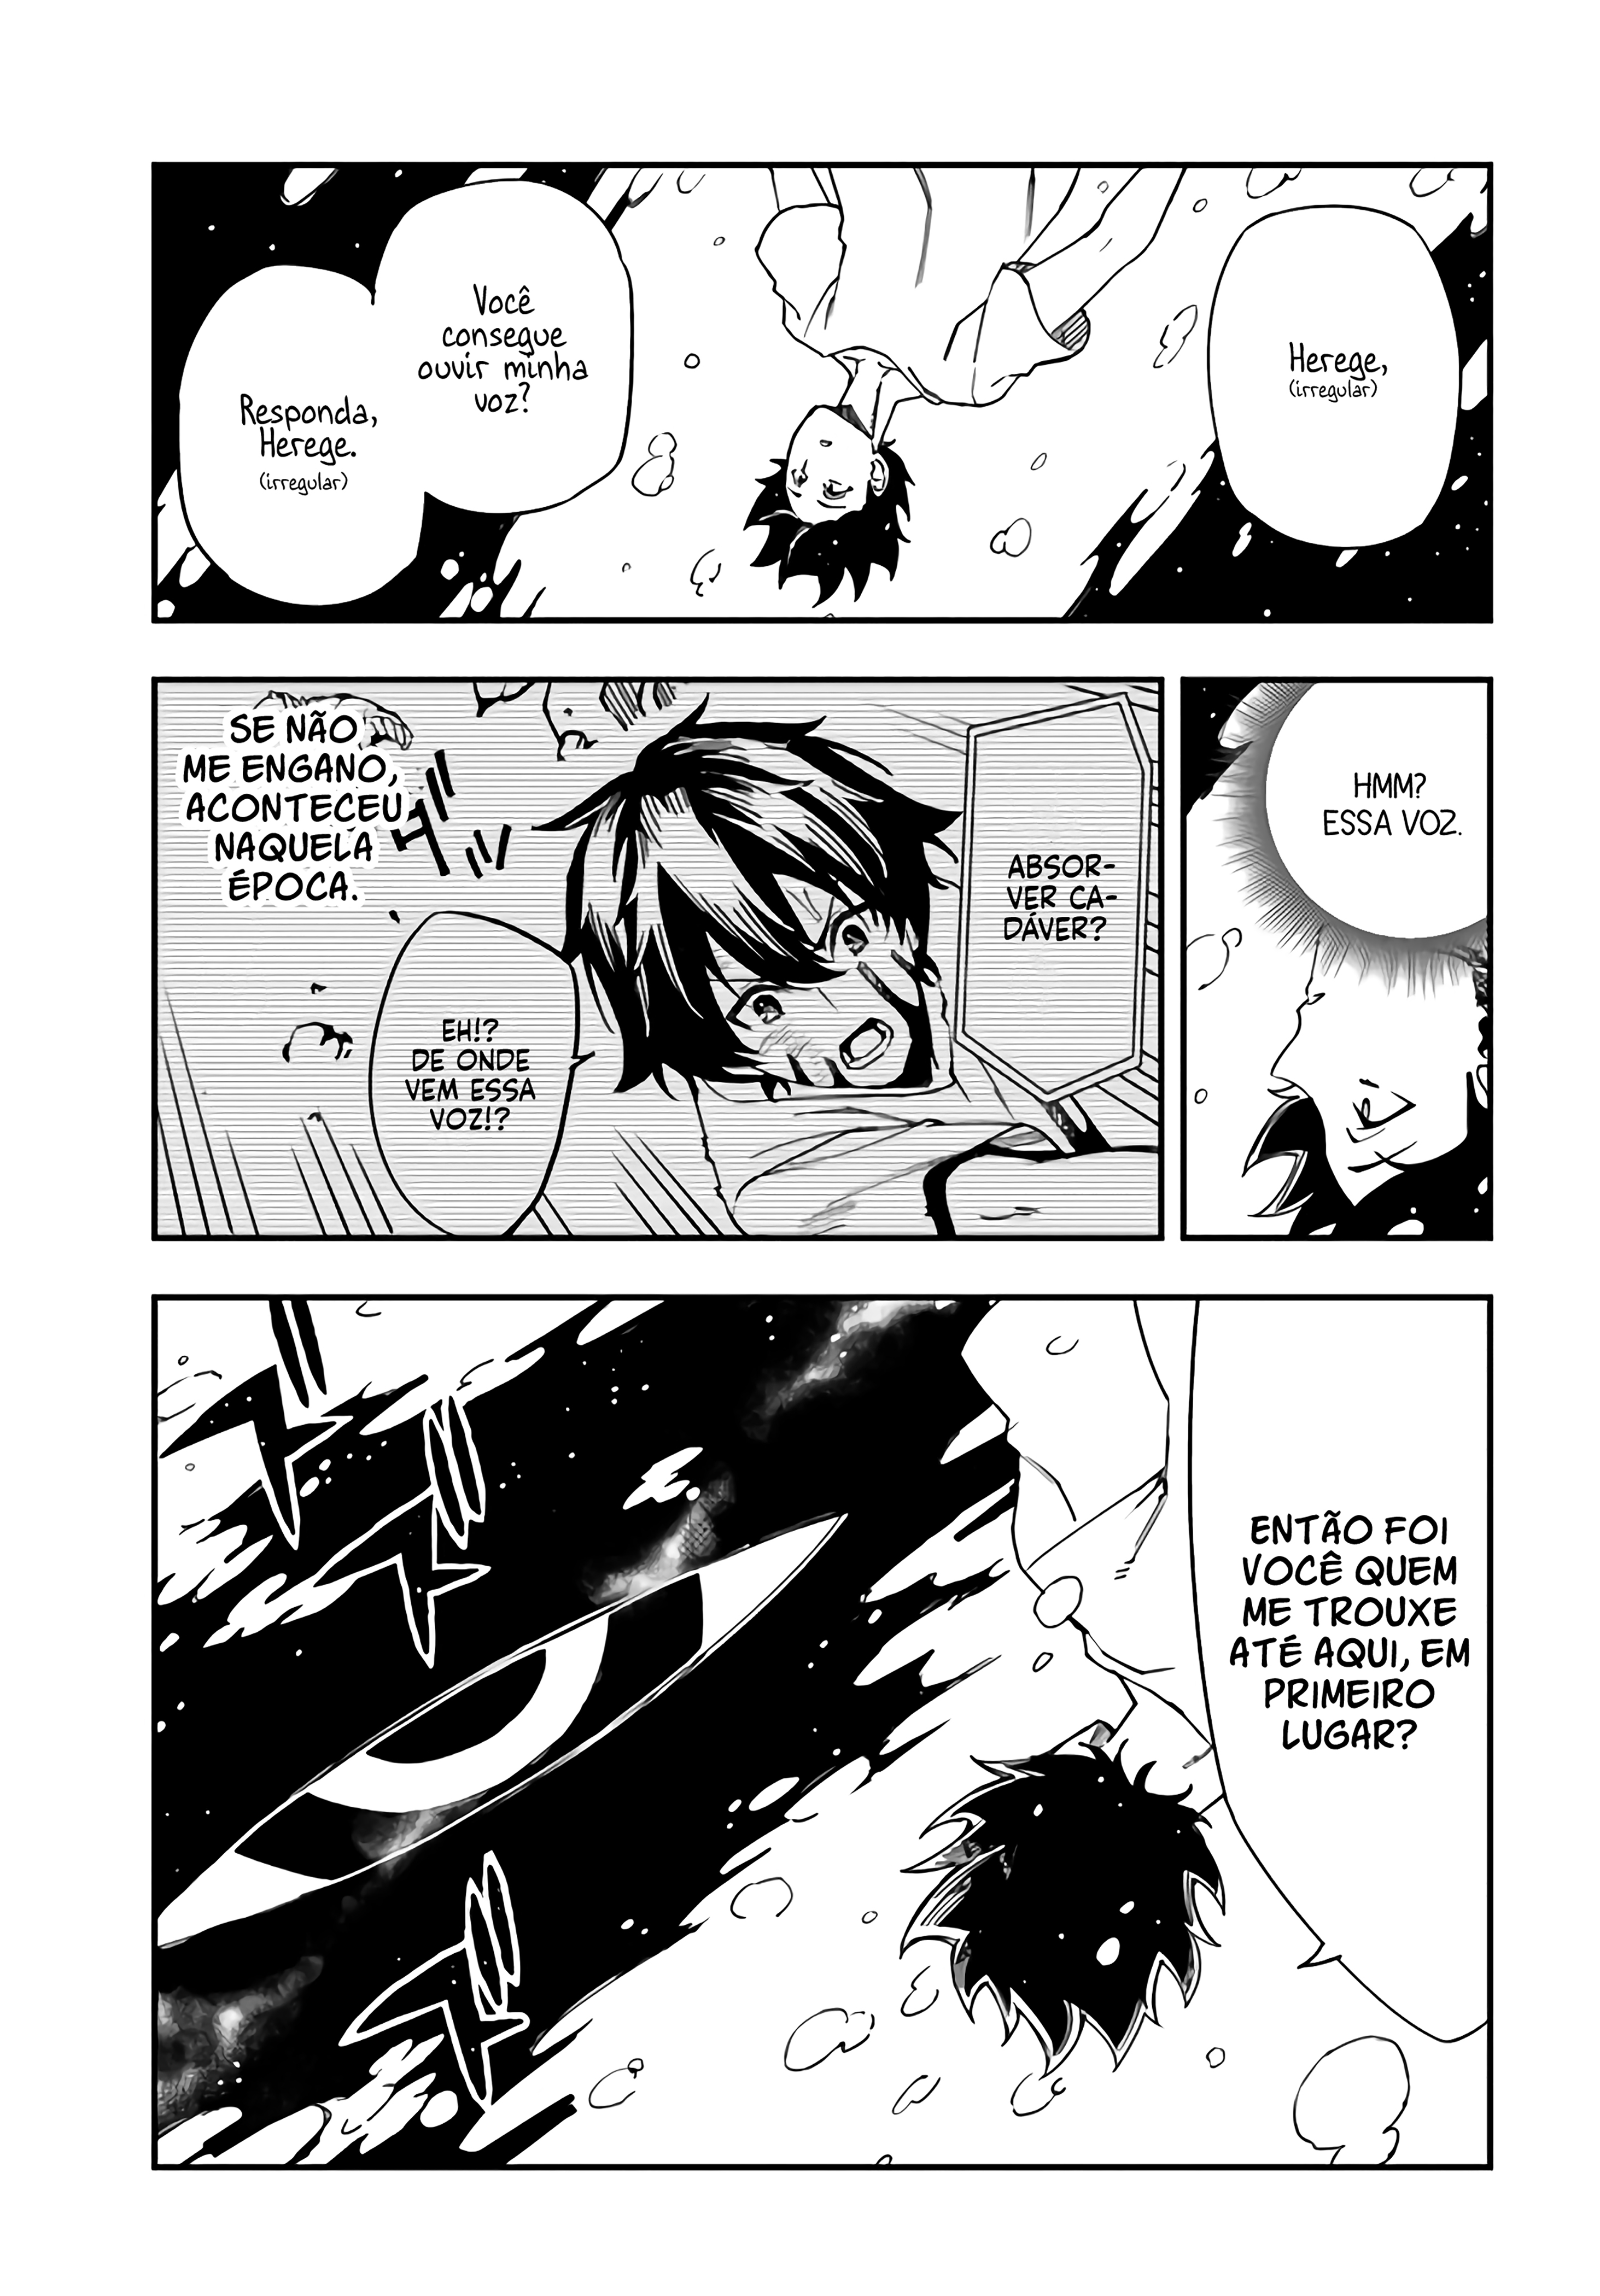 Herege,
(irregular)
Você
consegue
ouvir minha
voz?
Responda,
Herege.
(irregular)
HMM?
ESSA VOZ.
ABSOR-
VER CA-
DÁVER?
EH!?
DE ONDE
VEM ESSA
VOZ!?
SE NÃO
ME ENGANO,
ACONTECEU
NAQUELA
ÉPOCA.
ENTÃO FOI
VOCÊ QUEM
ME TROUXE
ATÉ AQUI, EM
PRIMEIRO
LUGAR?